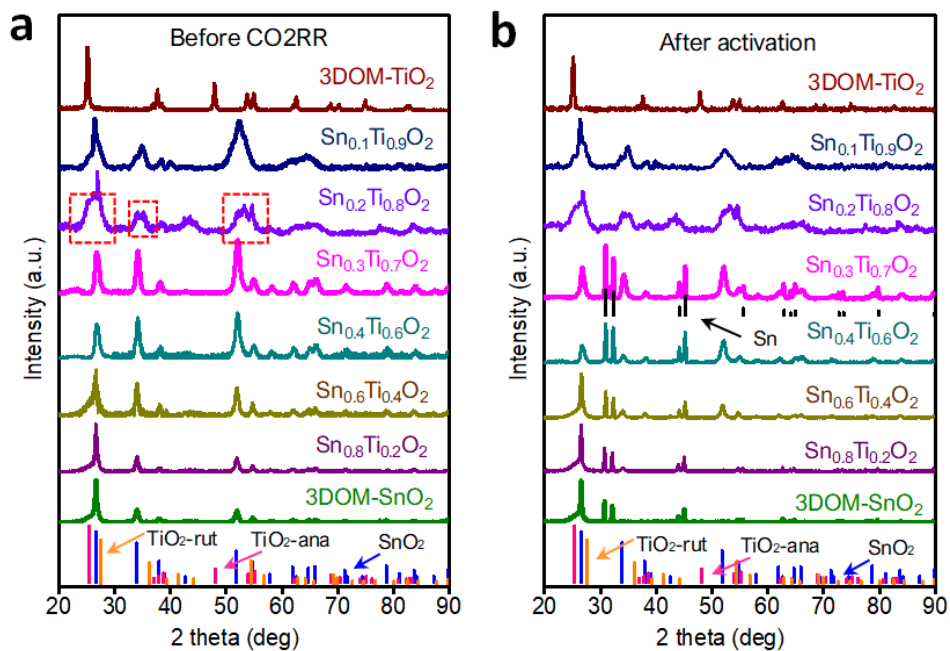 a
Before CO2RR
3DOM-TiO₂
Sn₀.₁Ti₀.₉O₂
Sn₀.₂Ti₀.₈O₂
Sn₀.₃Ti₀.₇O₂
Sn₀.₄Ti₀.₆O₂
Sn₀.₆Ti₀.₄O₂
Sn₀.₈Ti₀.₂O₂
3DOM-SnO₂
TiO₂-rut
TiO₂-ana
SnO₂
Intensity (a.u.)
20 30 40 50 60 70 80 90
2 theta (deg)
b
After activation
3DOM-TiO₂
Sn₀.₁Ti₀.₉O₂
Sn₀.₂Ti₀.₈O₂
Sn₀.₃Ti₀.₇O₂
Sn
Sn₀.₄Ti₀.₆O₂
Sn₀.₆Ti₀.₄O₂
Sn₀.₈Ti₀.₂O₂
3DOM-SnO₂
TiO₂-rut
TiO₂-ana
SnO₂
Intensity (a.u.)
20 30 40 50 60 70 80 90
2 theta (deg)